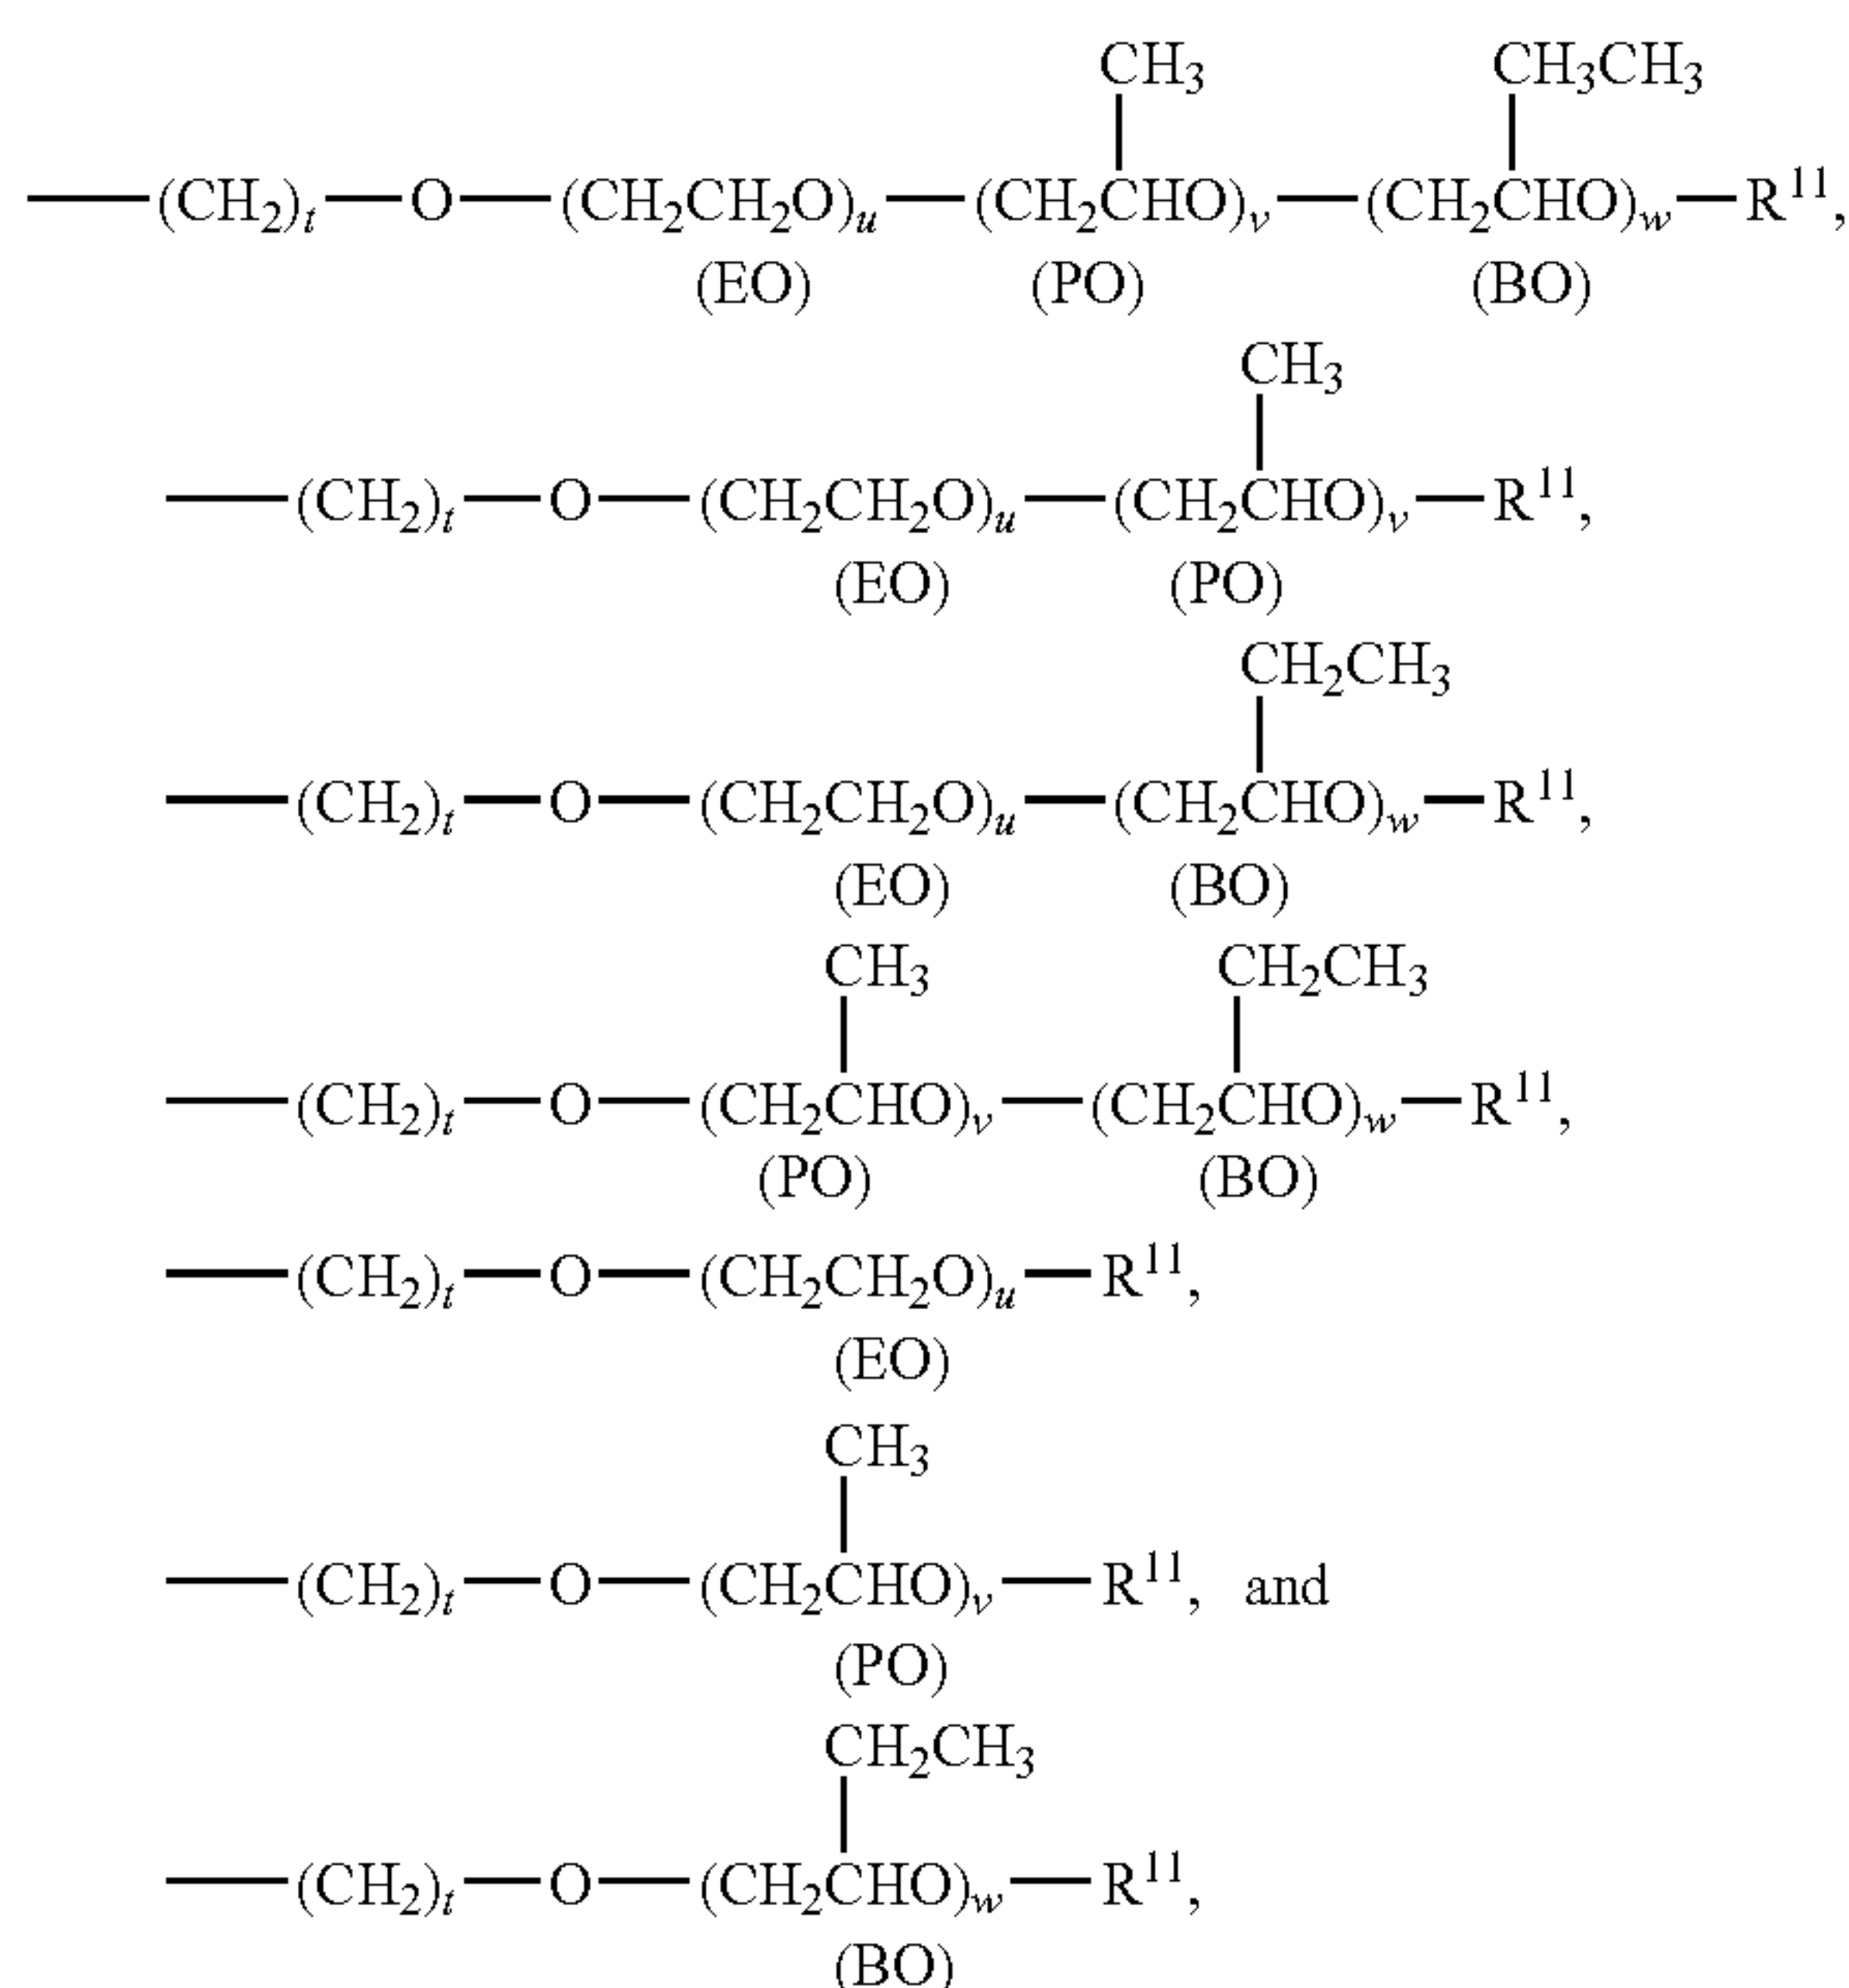 CH₃ CH₃CH₃
—(CH₂)ₜ—O—(CH₂CH₂O)ᵤ—(CH₂CHO)ᵥ—(CH₂CHO)w—R¹¹,
(EO) (PO) (BO)
CH₃
—(CH₂)ₜ—O—(CH₂CH₂O)ᵤ—(CH₂CHO)ᵥ—R¹¹,
(EO) (PO)
CH₂CH₃
—(CH₂)ₜ—O—(CH₂CH₂O)ᵤ—(CH₂CHO)w—R¹¹,
(EO) (BO)
CH₃ CH₂CH₃
—(CH₂)ₜ—O—(CH₂CHO)ᵥ—(CH₂CHO)w—R¹¹,
(PO) (BO)
—(CH₂)ₜ—O—(CH₂CH₂O)ᵤ—R¹¹,
(EO)
CH₃
—(CH₂)ₜ—O—(CH₂CHO)ᵥ—R¹¹, and
(PO)
CH₂CH₃
—(CH₂)ₜ—O—(CH₂CHO)w—R¹¹,
(BO)